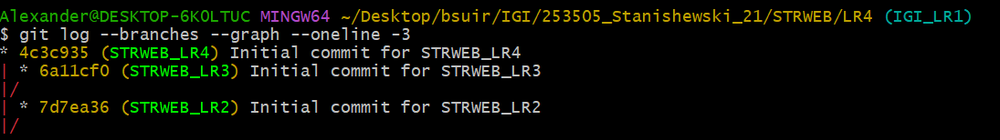 Alexander@DESKTOP-6KOLTUC MINGW64 ~/Desktop/bsuir/IGI/253505_Stanishewski_21/STRWEB/LR4 (IGI_LR1)
$ git log --branches --graph --oneline -3
* 4c3c935 (STRWEB_LR4) Initial commit for STRWEB_LR4
| * 6a11cf0 (STRWEB_LR3) Initial commit for STRWEB_LR3
|/
| * 7d7ea36 (STRWEB_LR2) Initial commit for STRWEB_LR2
|/